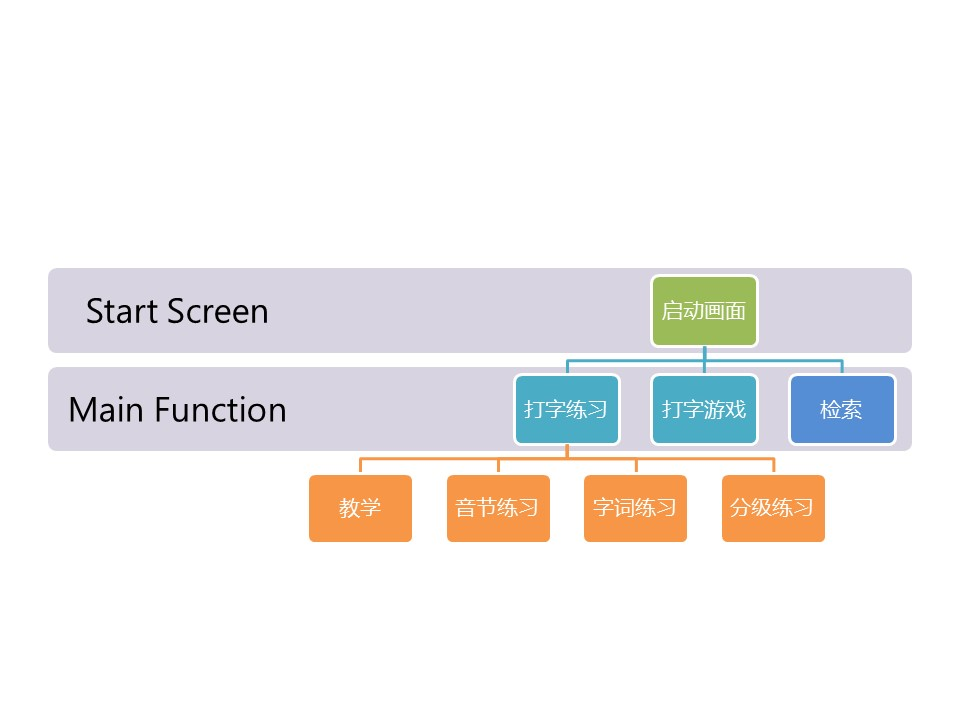 Start Screen
启动画面
Main Function
打字练习
打字游戏
检索
教学
音节练习
字词练习
分级练习